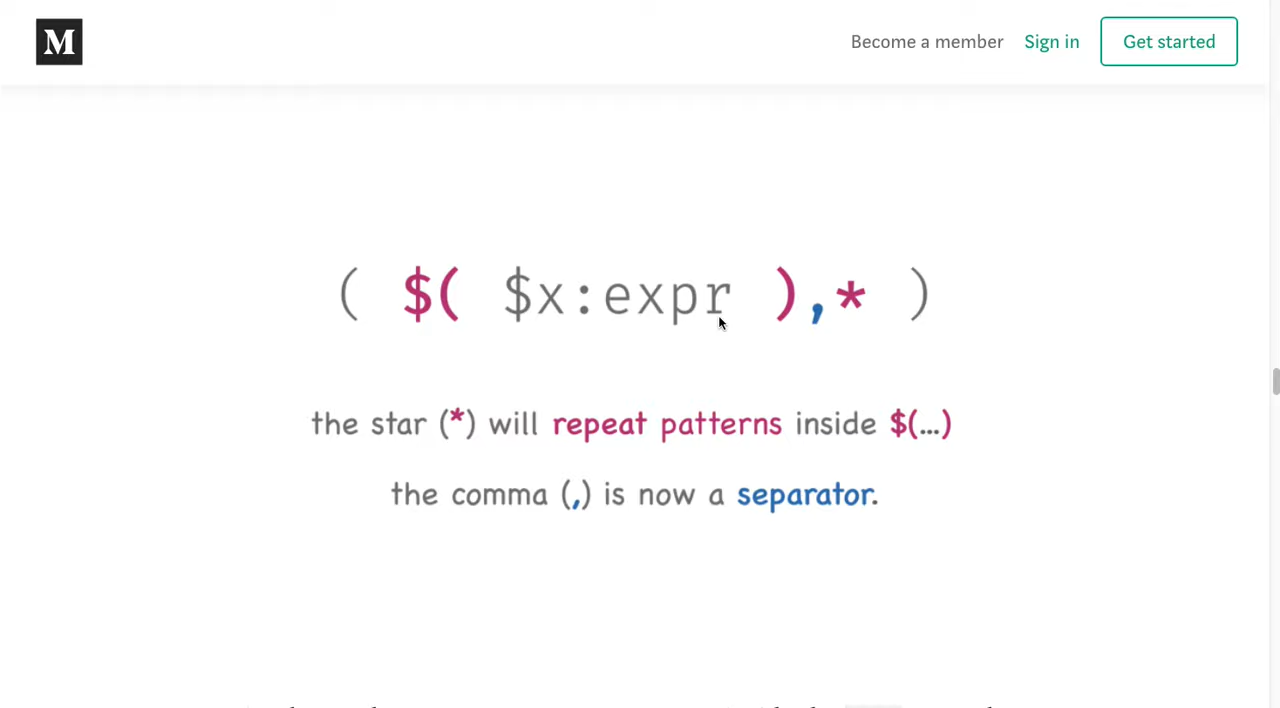 M
Become a member Sign in Get started
( $( $x:expr ),* )
the star (*) will repeat patterns inside $(...)
the comma (,) is now a separator.